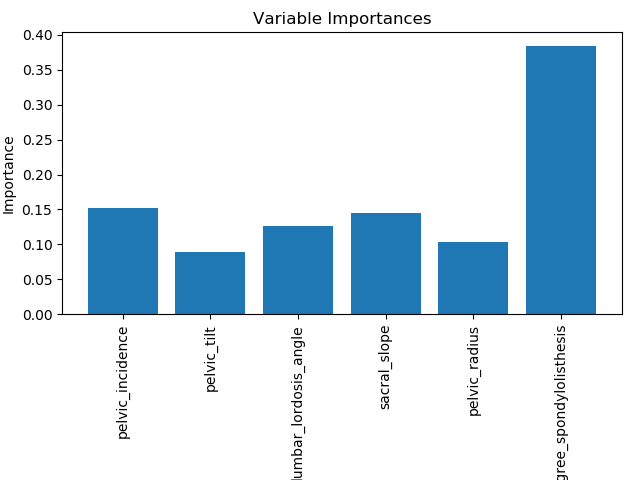 Variable Importances
Importance
0.40
0.35
0.30
0.25
0.20
0.15
0.10
0.05
0.00
pelvic_incidence
pelvic_tilt
lumbar_lordosis_angle
sacral_slope
pelvic_radius
gree_spondylolisthesis